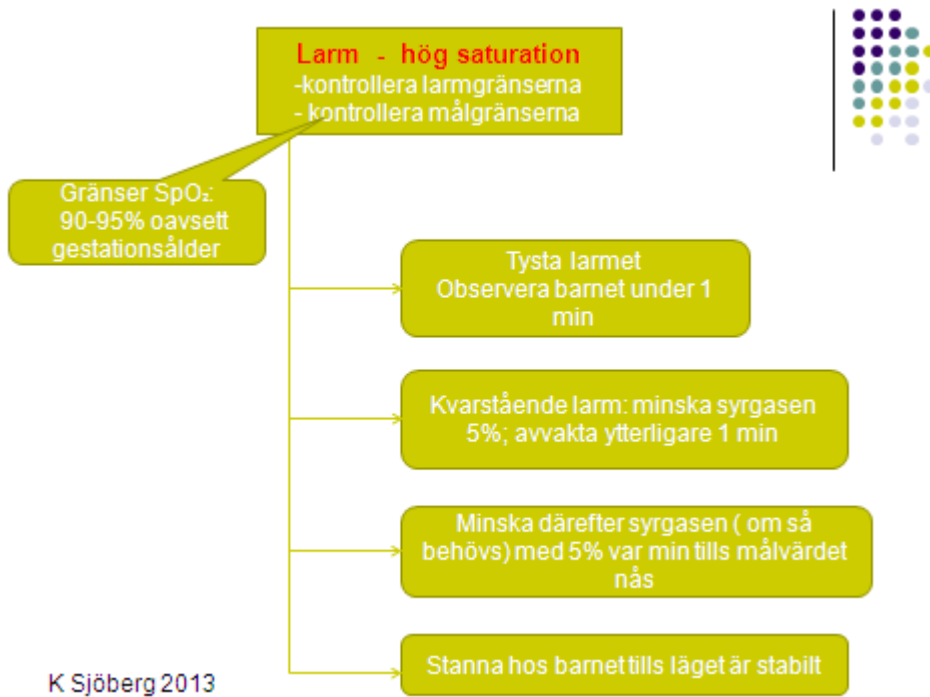 Larm - hög saturation
-kontrollera larmgränserna
- kontrollera målgränserna
Gränser SpO₂:
90-95% oavsett
gestationsålder
Tysta larmet
Observera barnet under 1
min
Kvarstående larm: minska syrgasen
5%; avvakta ytterligare 1 min
Minska därefter syrgasen ( om så
behövs) med 5% var min tills målvärdet
nås
Stanna hos barnet tills läget är stabilt
K Sjöberg 2013